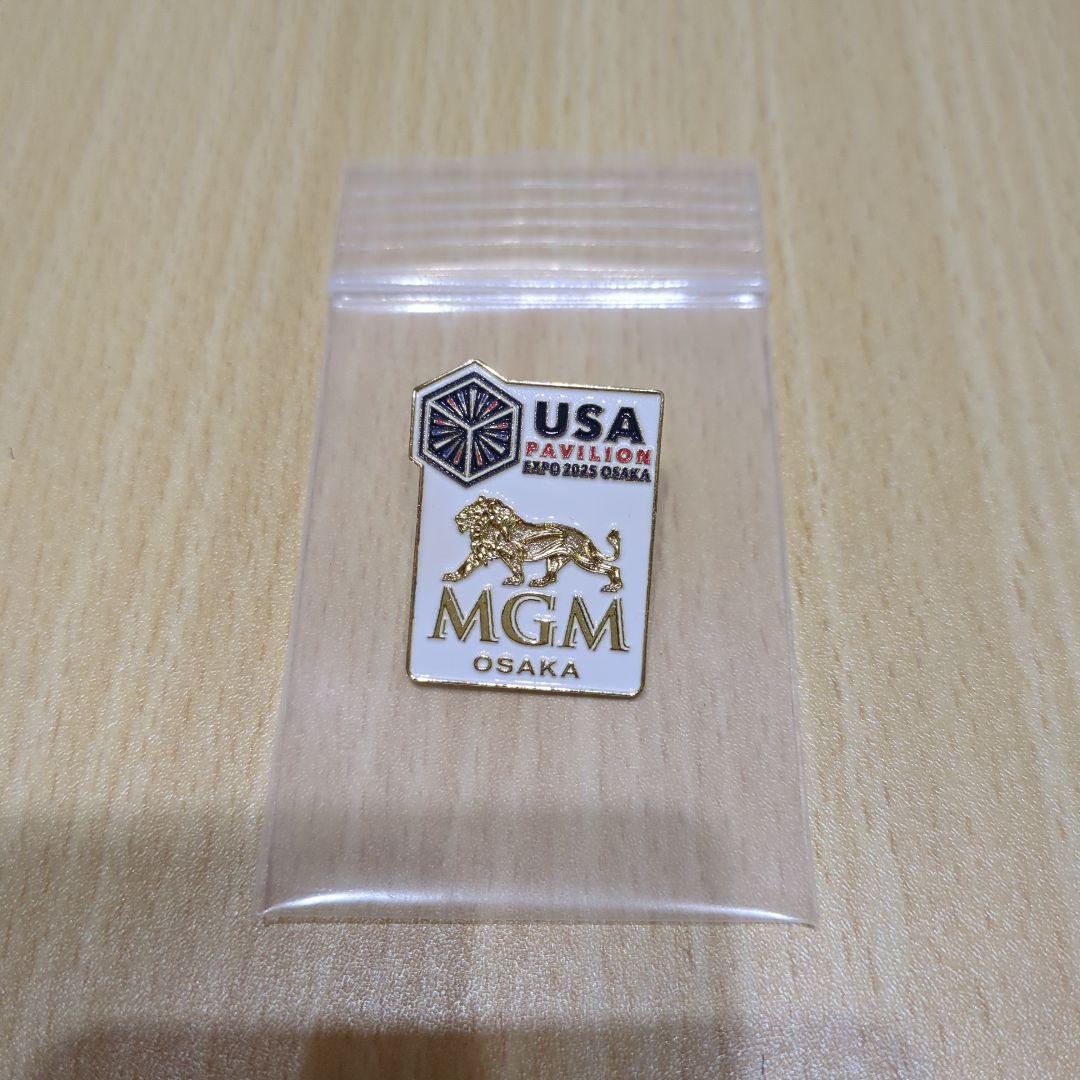 USA
PAVILION
EXPO 2025 OSAKA
MGM
OSAKA